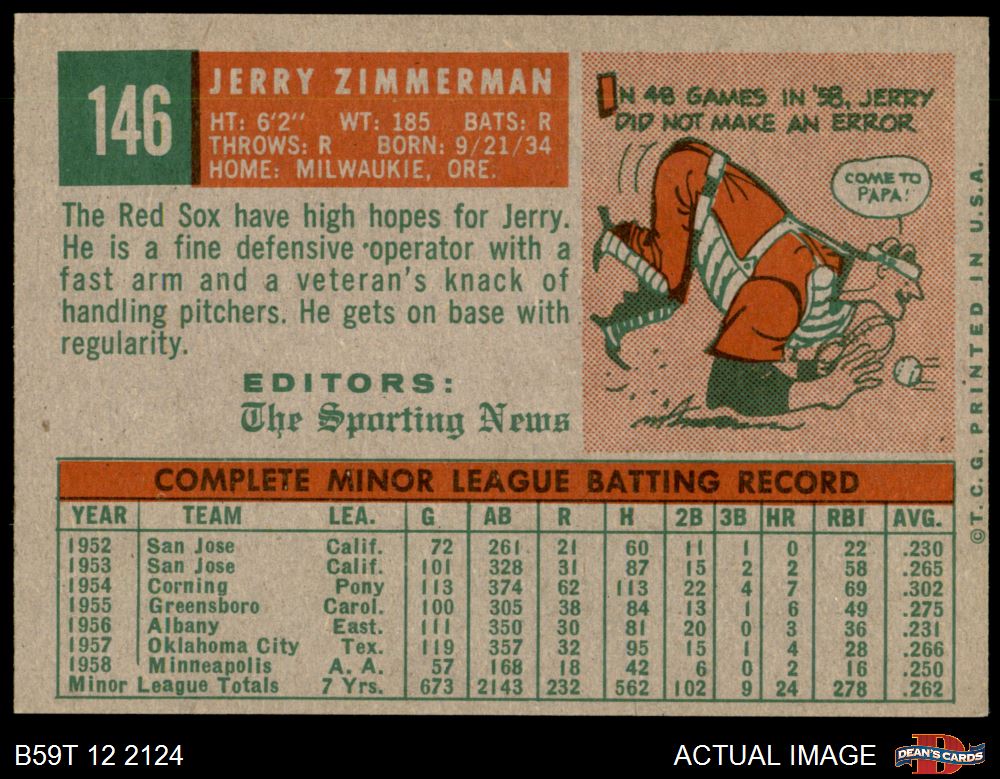 146
JERRY ZIMMERMAN
HT: 6'2" WT: 185 BATS: R
THROWS: R BORN: 9/21/34
HOME: MILWAUKIE, ORE.
The Red Sox have high hopes for Jerry.
He is a fine defensive operator with a
fast arm and a veteran's knack of
handling pitchers. He gets on base with
regularity.
EDITORS:
The Sporting News
IN 48 GAMES IN '58, JERRY
DID NOT MAKE AN ERROR
COME TO
PAPA!
©T.C.G. PRINTED IN U.S.A.
COMPLETE MINOR LEAGUE BATTING RECORD
YEAR TEAM LEA. G AB R H 2B 3B HR RBI AVG.
1952 San Jose Calif. 72 261 21 60 11 1 0 22 .230
1953 San Jose Calif. 101 328 31 87 15 2 2 58 .265
1954 Corning Pony 113 374 62 113 22 4 7 69 .302
1955 Greensboro Carol. 100 305 38 84 13 1 6 49 .275
1956 Albany East. 111 350 30 81 20 0 3 36 .231
1957 Oklahoma City Tex. 119 357 32 95 15 1 4 28 .266
1958 Minneapolis A. A. 57 168 18 42 6 0 2 16 .250
Minor League Totals 7 Yrs. 673 2143 232 562 102 9 24 278 .262
B59T 12 2124
ACTUAL IMAGE
DEAN'S CARDS